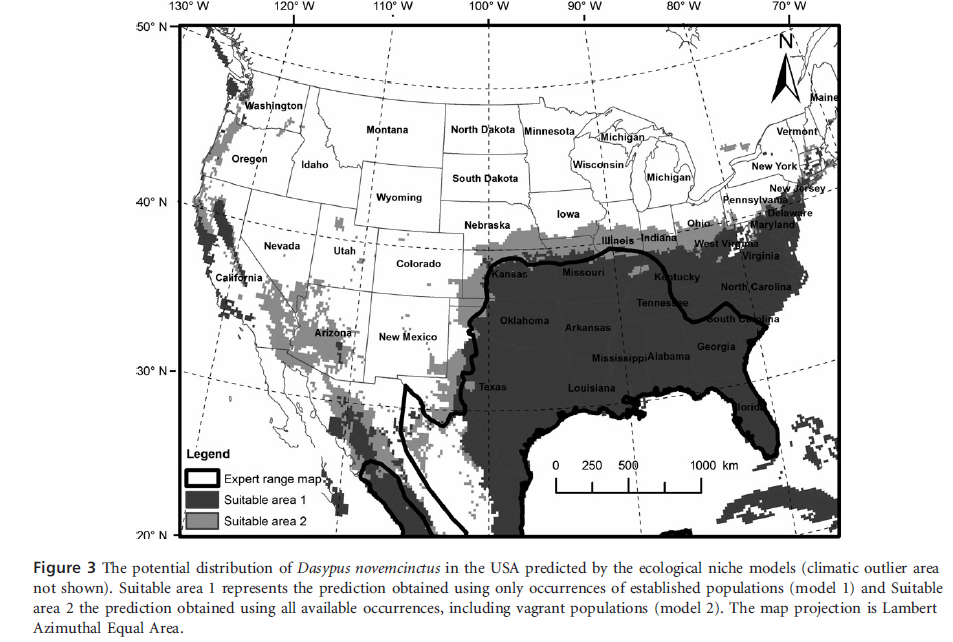 130° W 120° W 110° W 100° W 90° W 80° W 70° W
50° N
N
Maine
Washington
Montana
North Dakota
Minnesota
Vermont
Michigan
Oregon
Idaho
Wisconsin
New York
South Dakota
Michigan
New Jersey
Wyoming
Pennsylvania
40° N
Iowa
Delaware
Nebraska
Ohio
Maryland
Nevada
Utah
Illinois
Indiana
West Virginia
Colorado
Virginia
California
Kansas
Missouri
Kentucky
North Carolina
Tennessee
Arizona
New Mexico
Oklahoma
Arkansas
South Carolina
Georgia
Mississippi
Alabama
30° N
Texas
Louisiana
Florida
Legend
Expert range map
Suitable area 1
Suitable area 2
0 250 500 1000 km
20° N
Figure 3 The potential distribution of Dasypus novemcinctus in the USA predicted by the ecological niche models (climatic outlier area
not shown). Suitable area 1 represents the prediction obtained using only occurrences of established populations (model 1) and Suitable
area 2 the prediction obtained using all available occurrences, including vagrant populations (model 2). The map projection is Lambert
Azimuthal Equal Area.